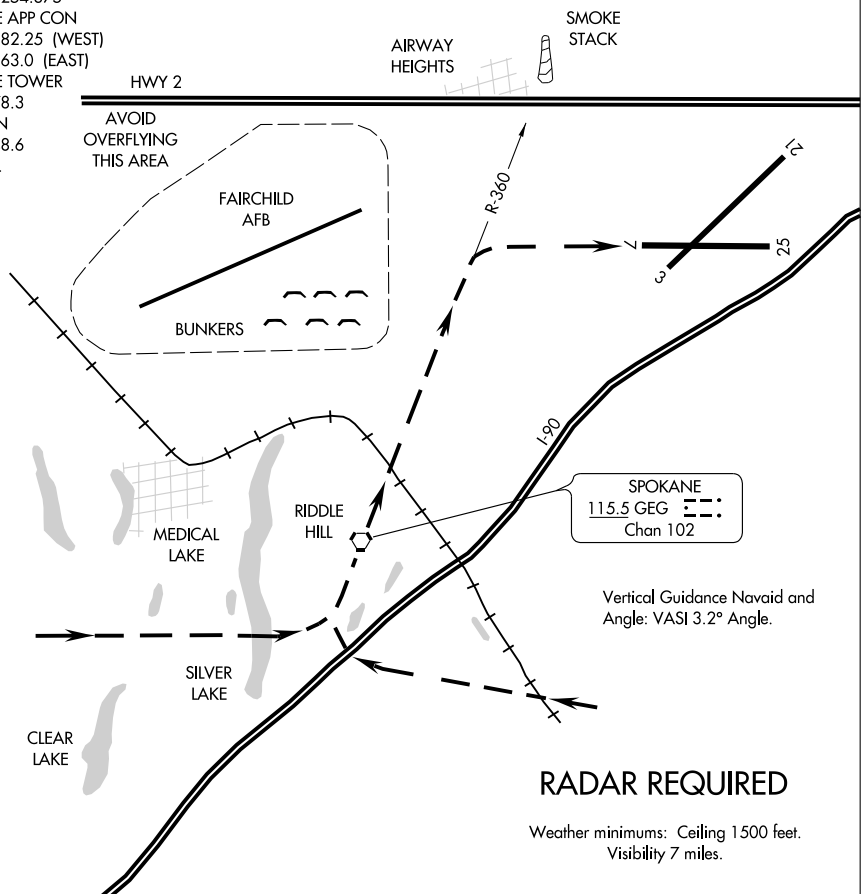 E APP CON
82.25 (WEST)
63.0 (EAST)
E TOWER
8.3
N
8.6
SMOKE
STACK
AIRWAY
HEIGHTS
HWY 2
AVOID
OVERFLYING
THIS AREA
FAIRCHILD
AFB
BUNKERS
R-360
21
7
25
3
I-90
SPOKANE
115.5 GEG
Chan 102
RIDDLE
HILL
MEDICAL
LAKE
Vertical Guidance Navaid and
Angle: VASI 3.2° Angle.
SILVER
LAKE
CLEAR
LAKE
RADAR REQUIRED
Weather minimums: Ceiling 1500 feet.
Visibility 7 miles.